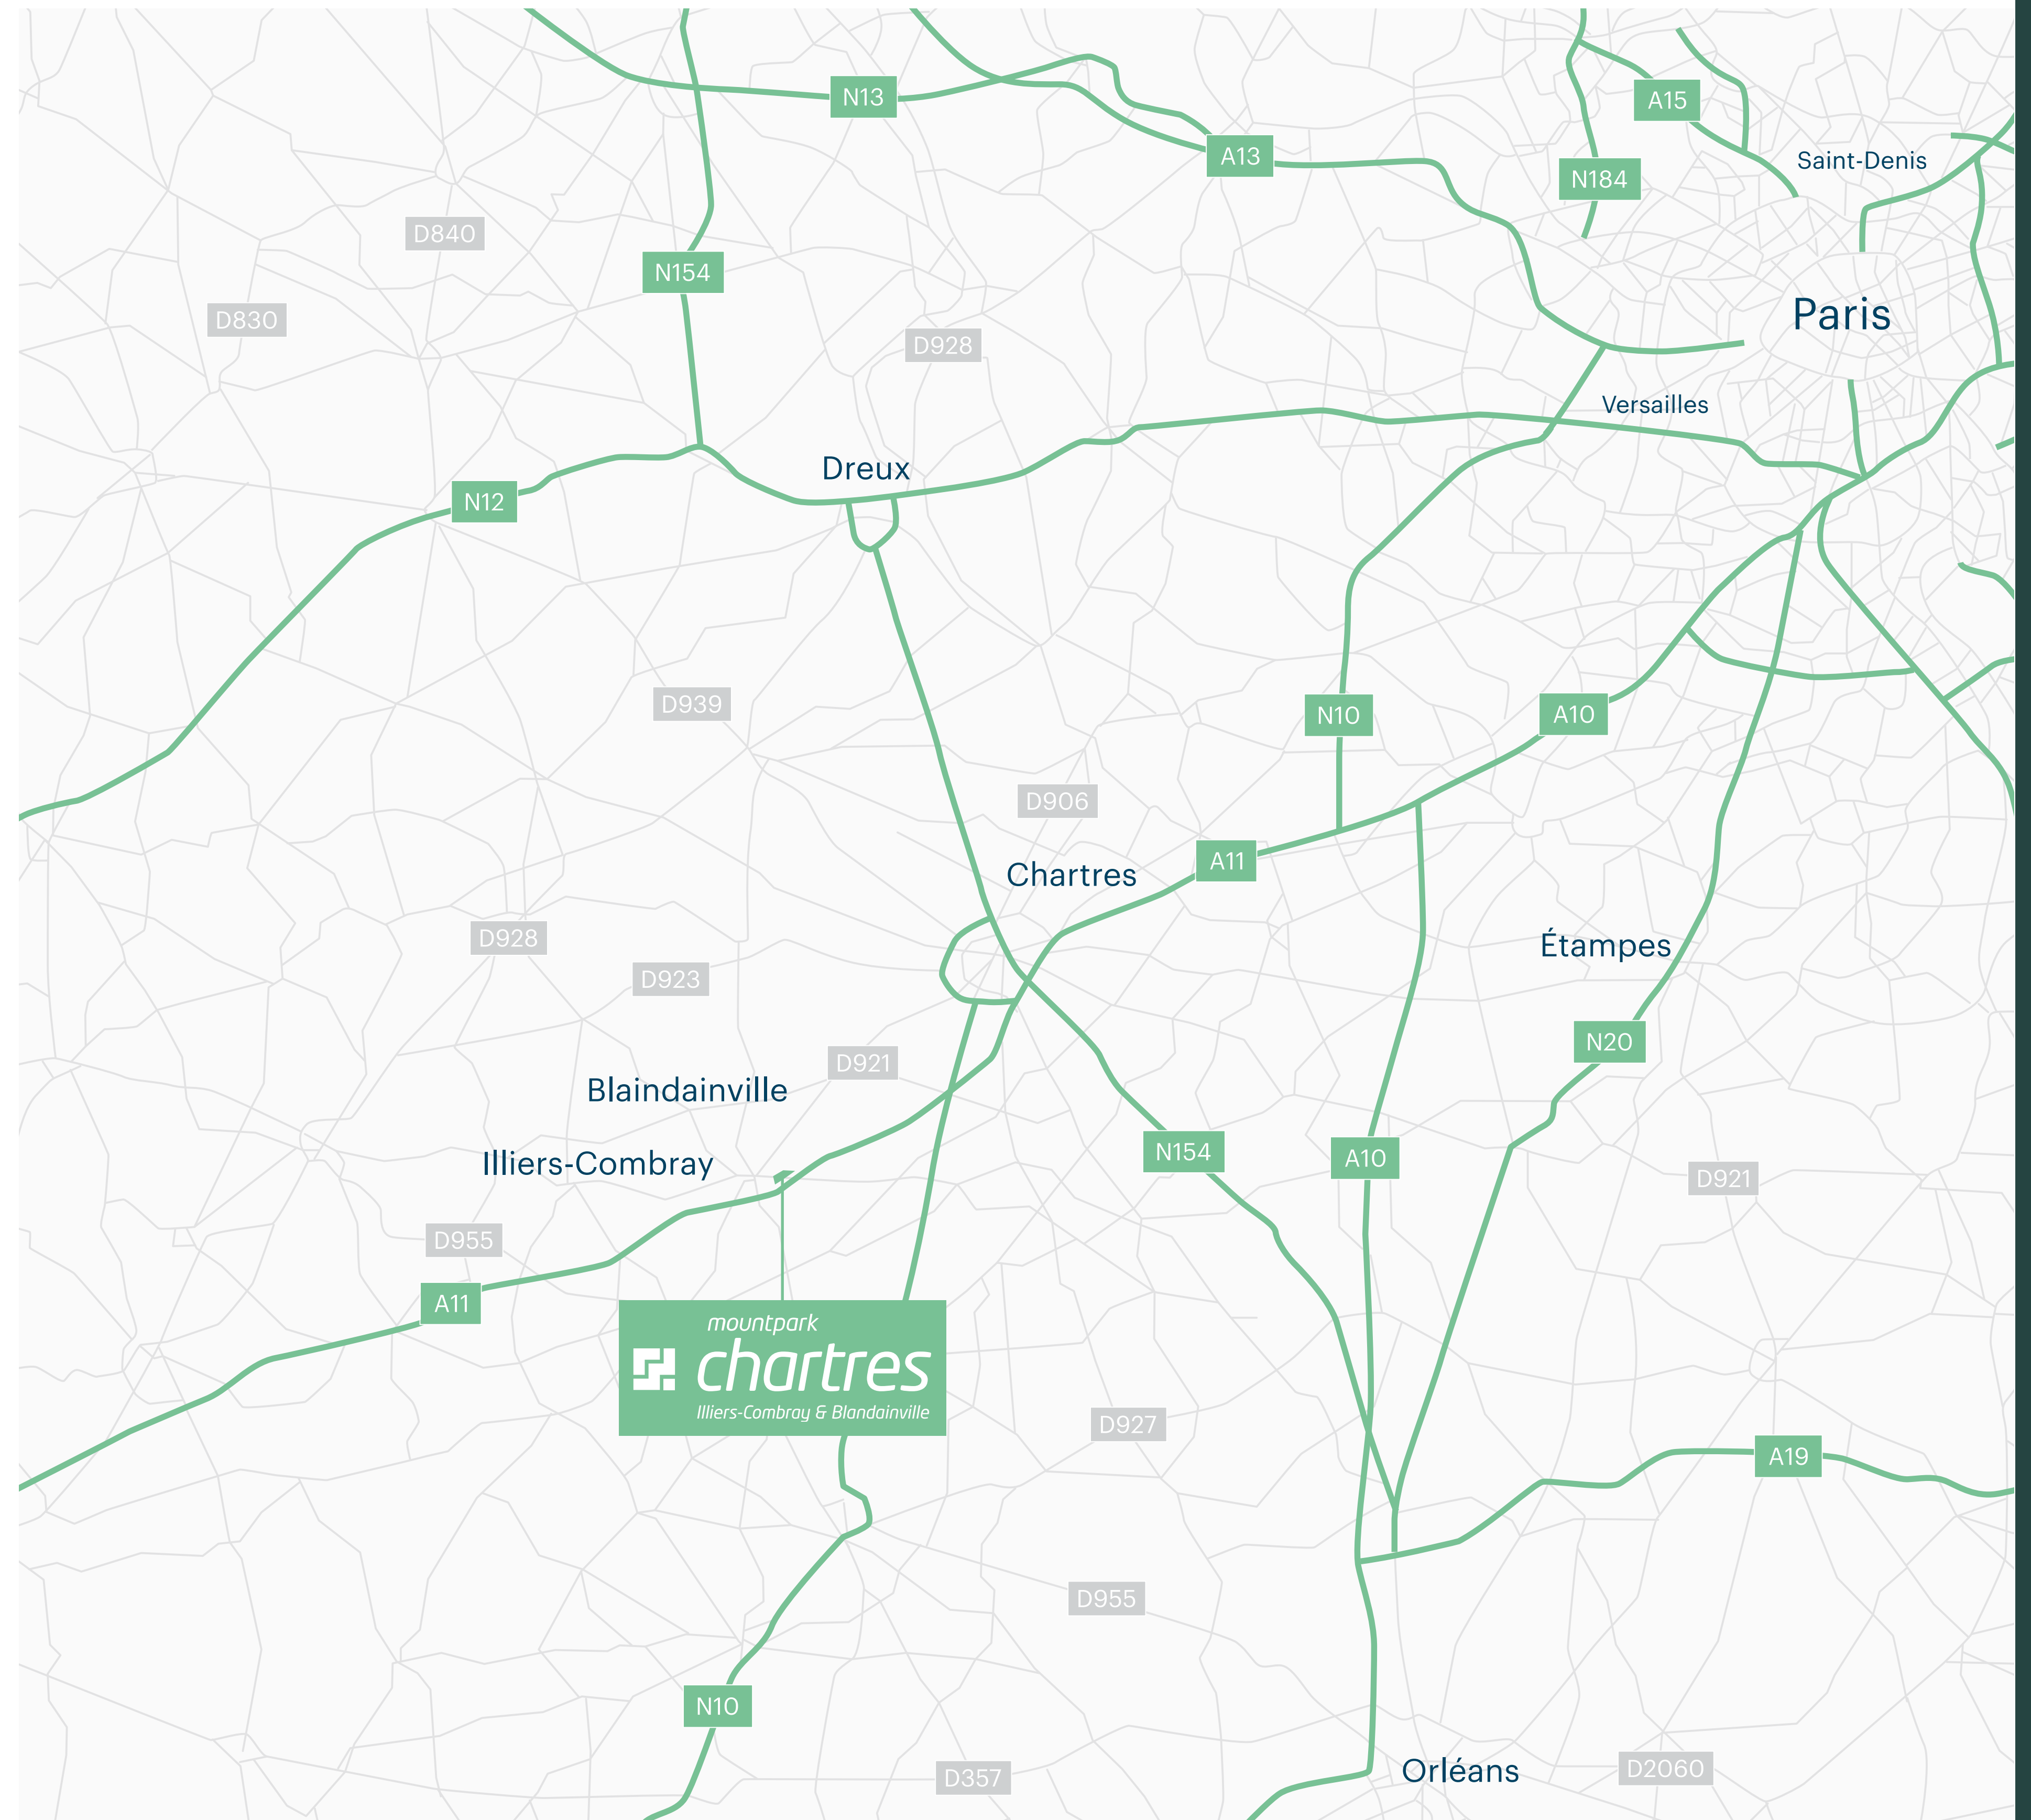 N13
A15
A13
Saint-Denis
N184
D840
N154
D830
Paris
D928
Versailles
Dreux
N12
D939
N10
A10
D906
A11
Chartres
D928
Étampes
D923
N20
D921
Blaindainville
N154
A10
Illiers-Combray
D921
D955
A11
mountpark
chartres
Illiers-Combray & Blandainville
D927
A19
D955
N10
D2060
Orléans
D357